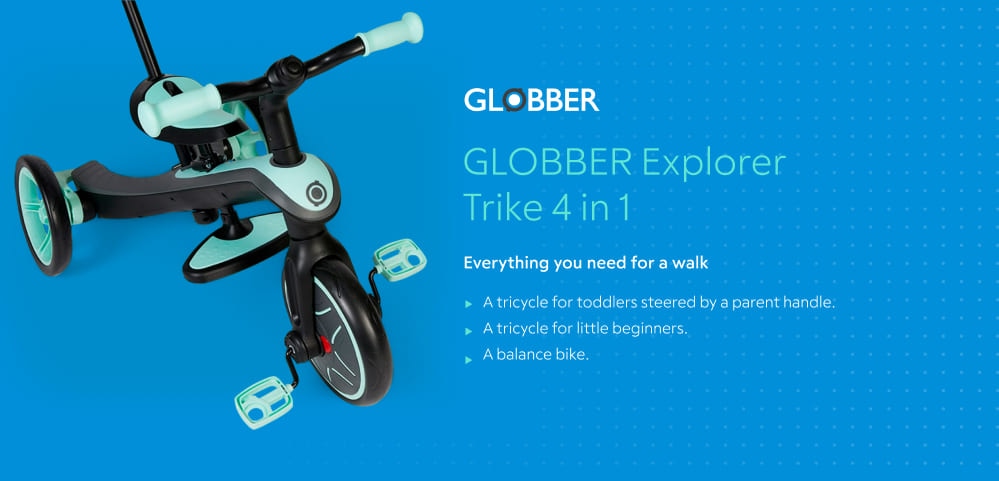 GLOBBER
GLOBBER Explorer
Trike 4 in 1
Everything you need for a walk
A tricycle for toddlers steered by a parent handle.
A tricycle for little beginners.
A balance bike.